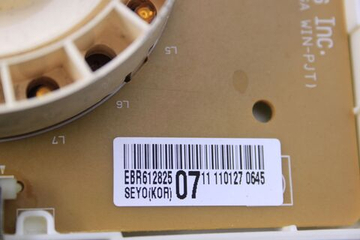 S Inc.
A WIN-PJT)
L5
L6
L7
EBR612825 07 11 110127 0645
SEYO(KOR)